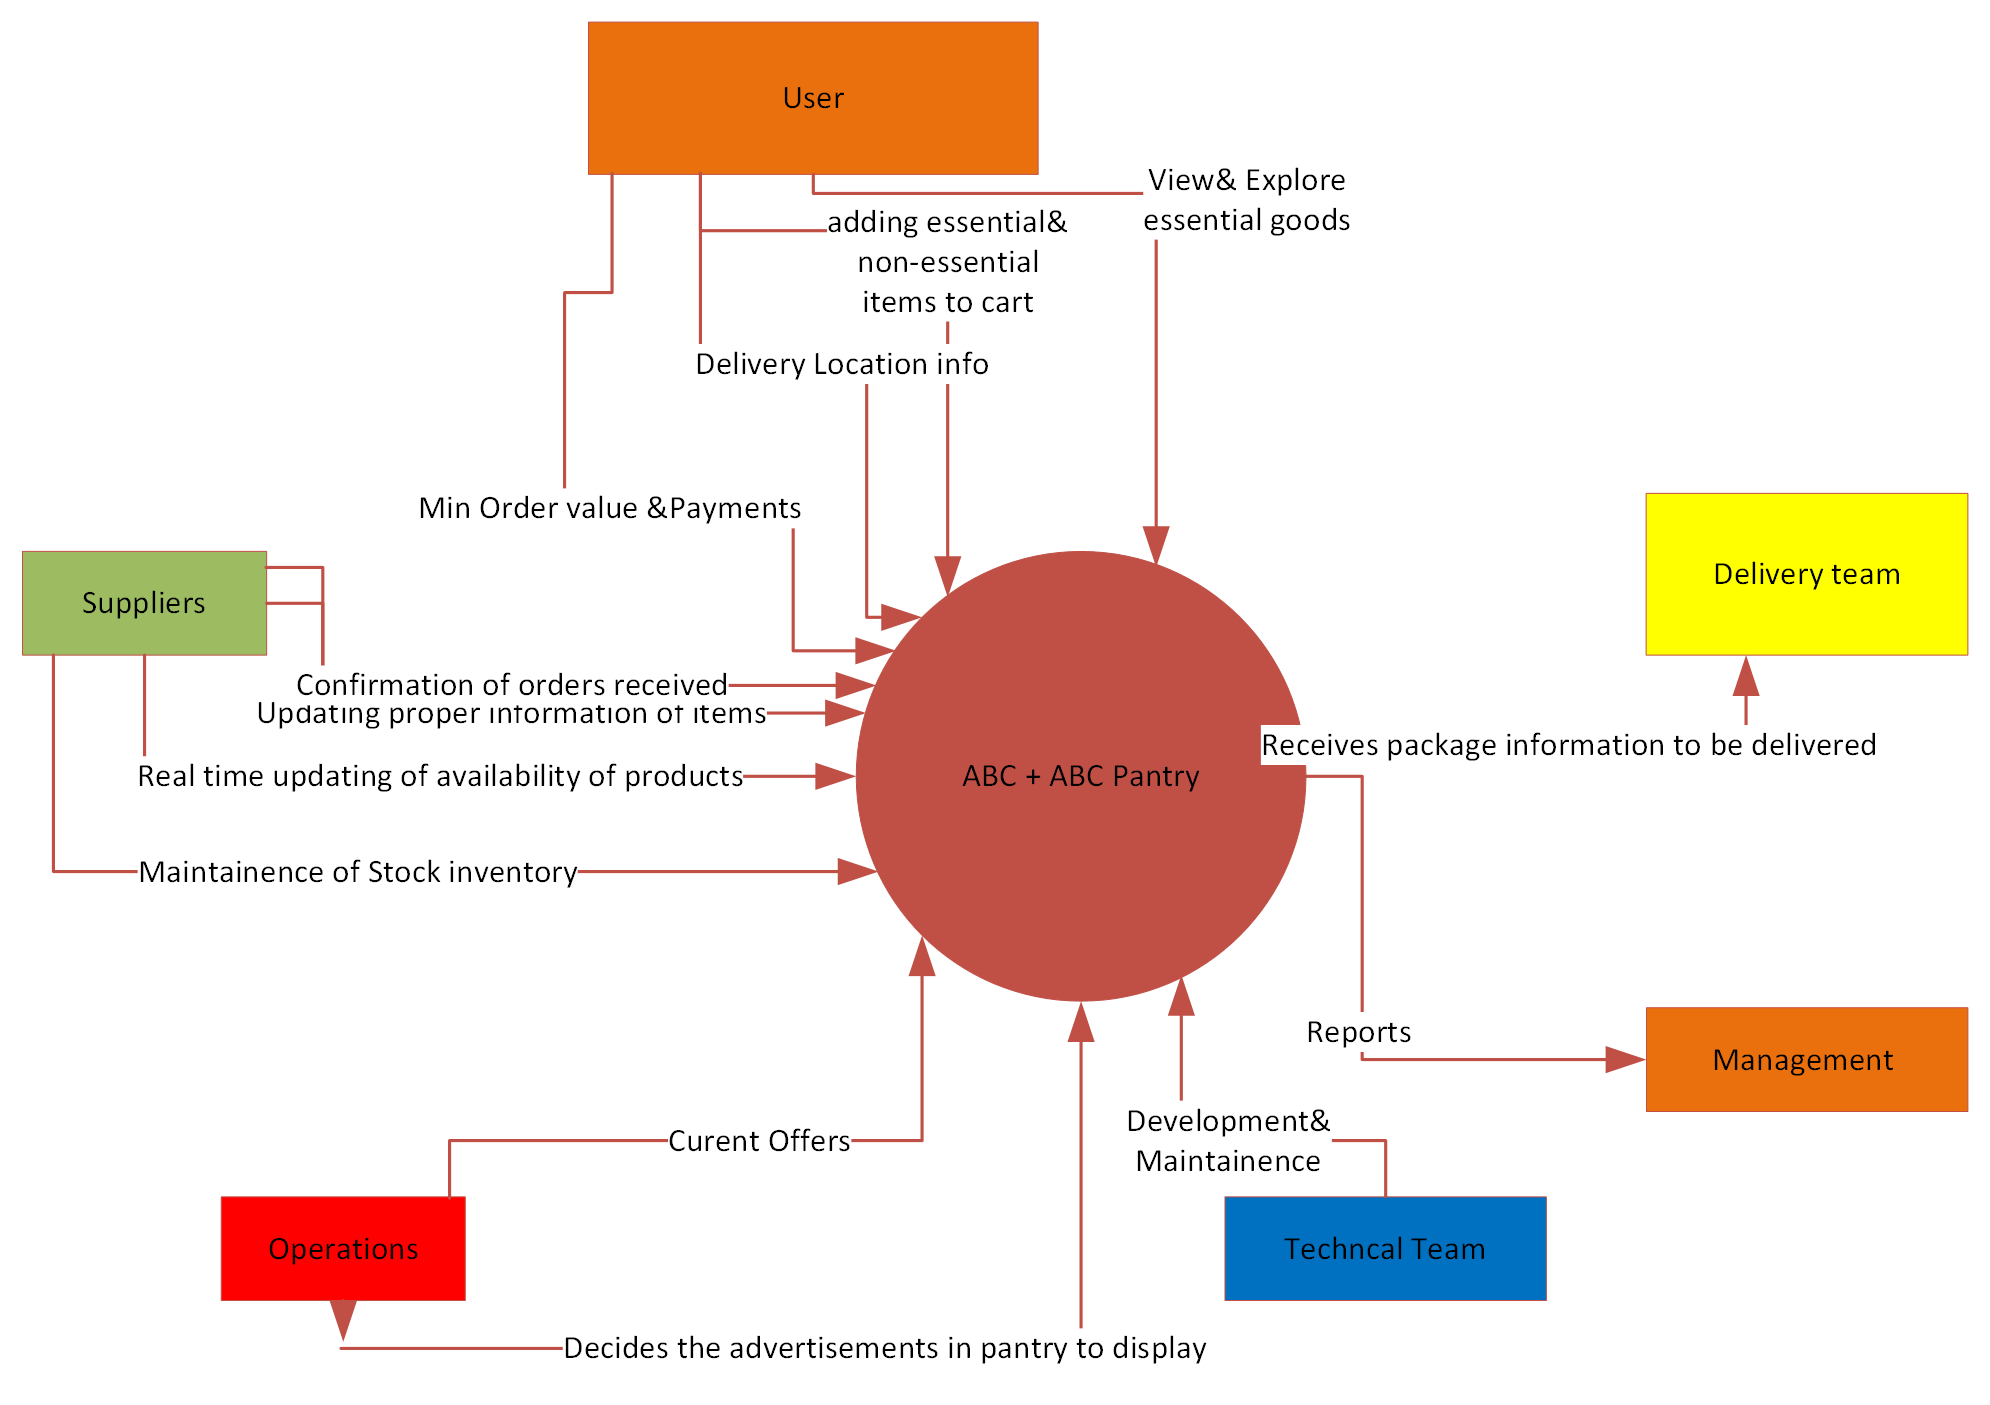 User
View& Explore
essential goods
adding essential&
non-essential
items to cart
Delivery Location info
Min Order value &Payments
Delivery team
Suppliers
Confirmation of orders received
Updating proper information of items
Receives package information to be delivered
ABC + ABC Pantry
Real time updating of availability of products
Maintainence of Stock inventory
Reports
Management
Development&
Maintainence
Curent Offers
Operations
Techncal Team
Decides the advertisements in pantry to display